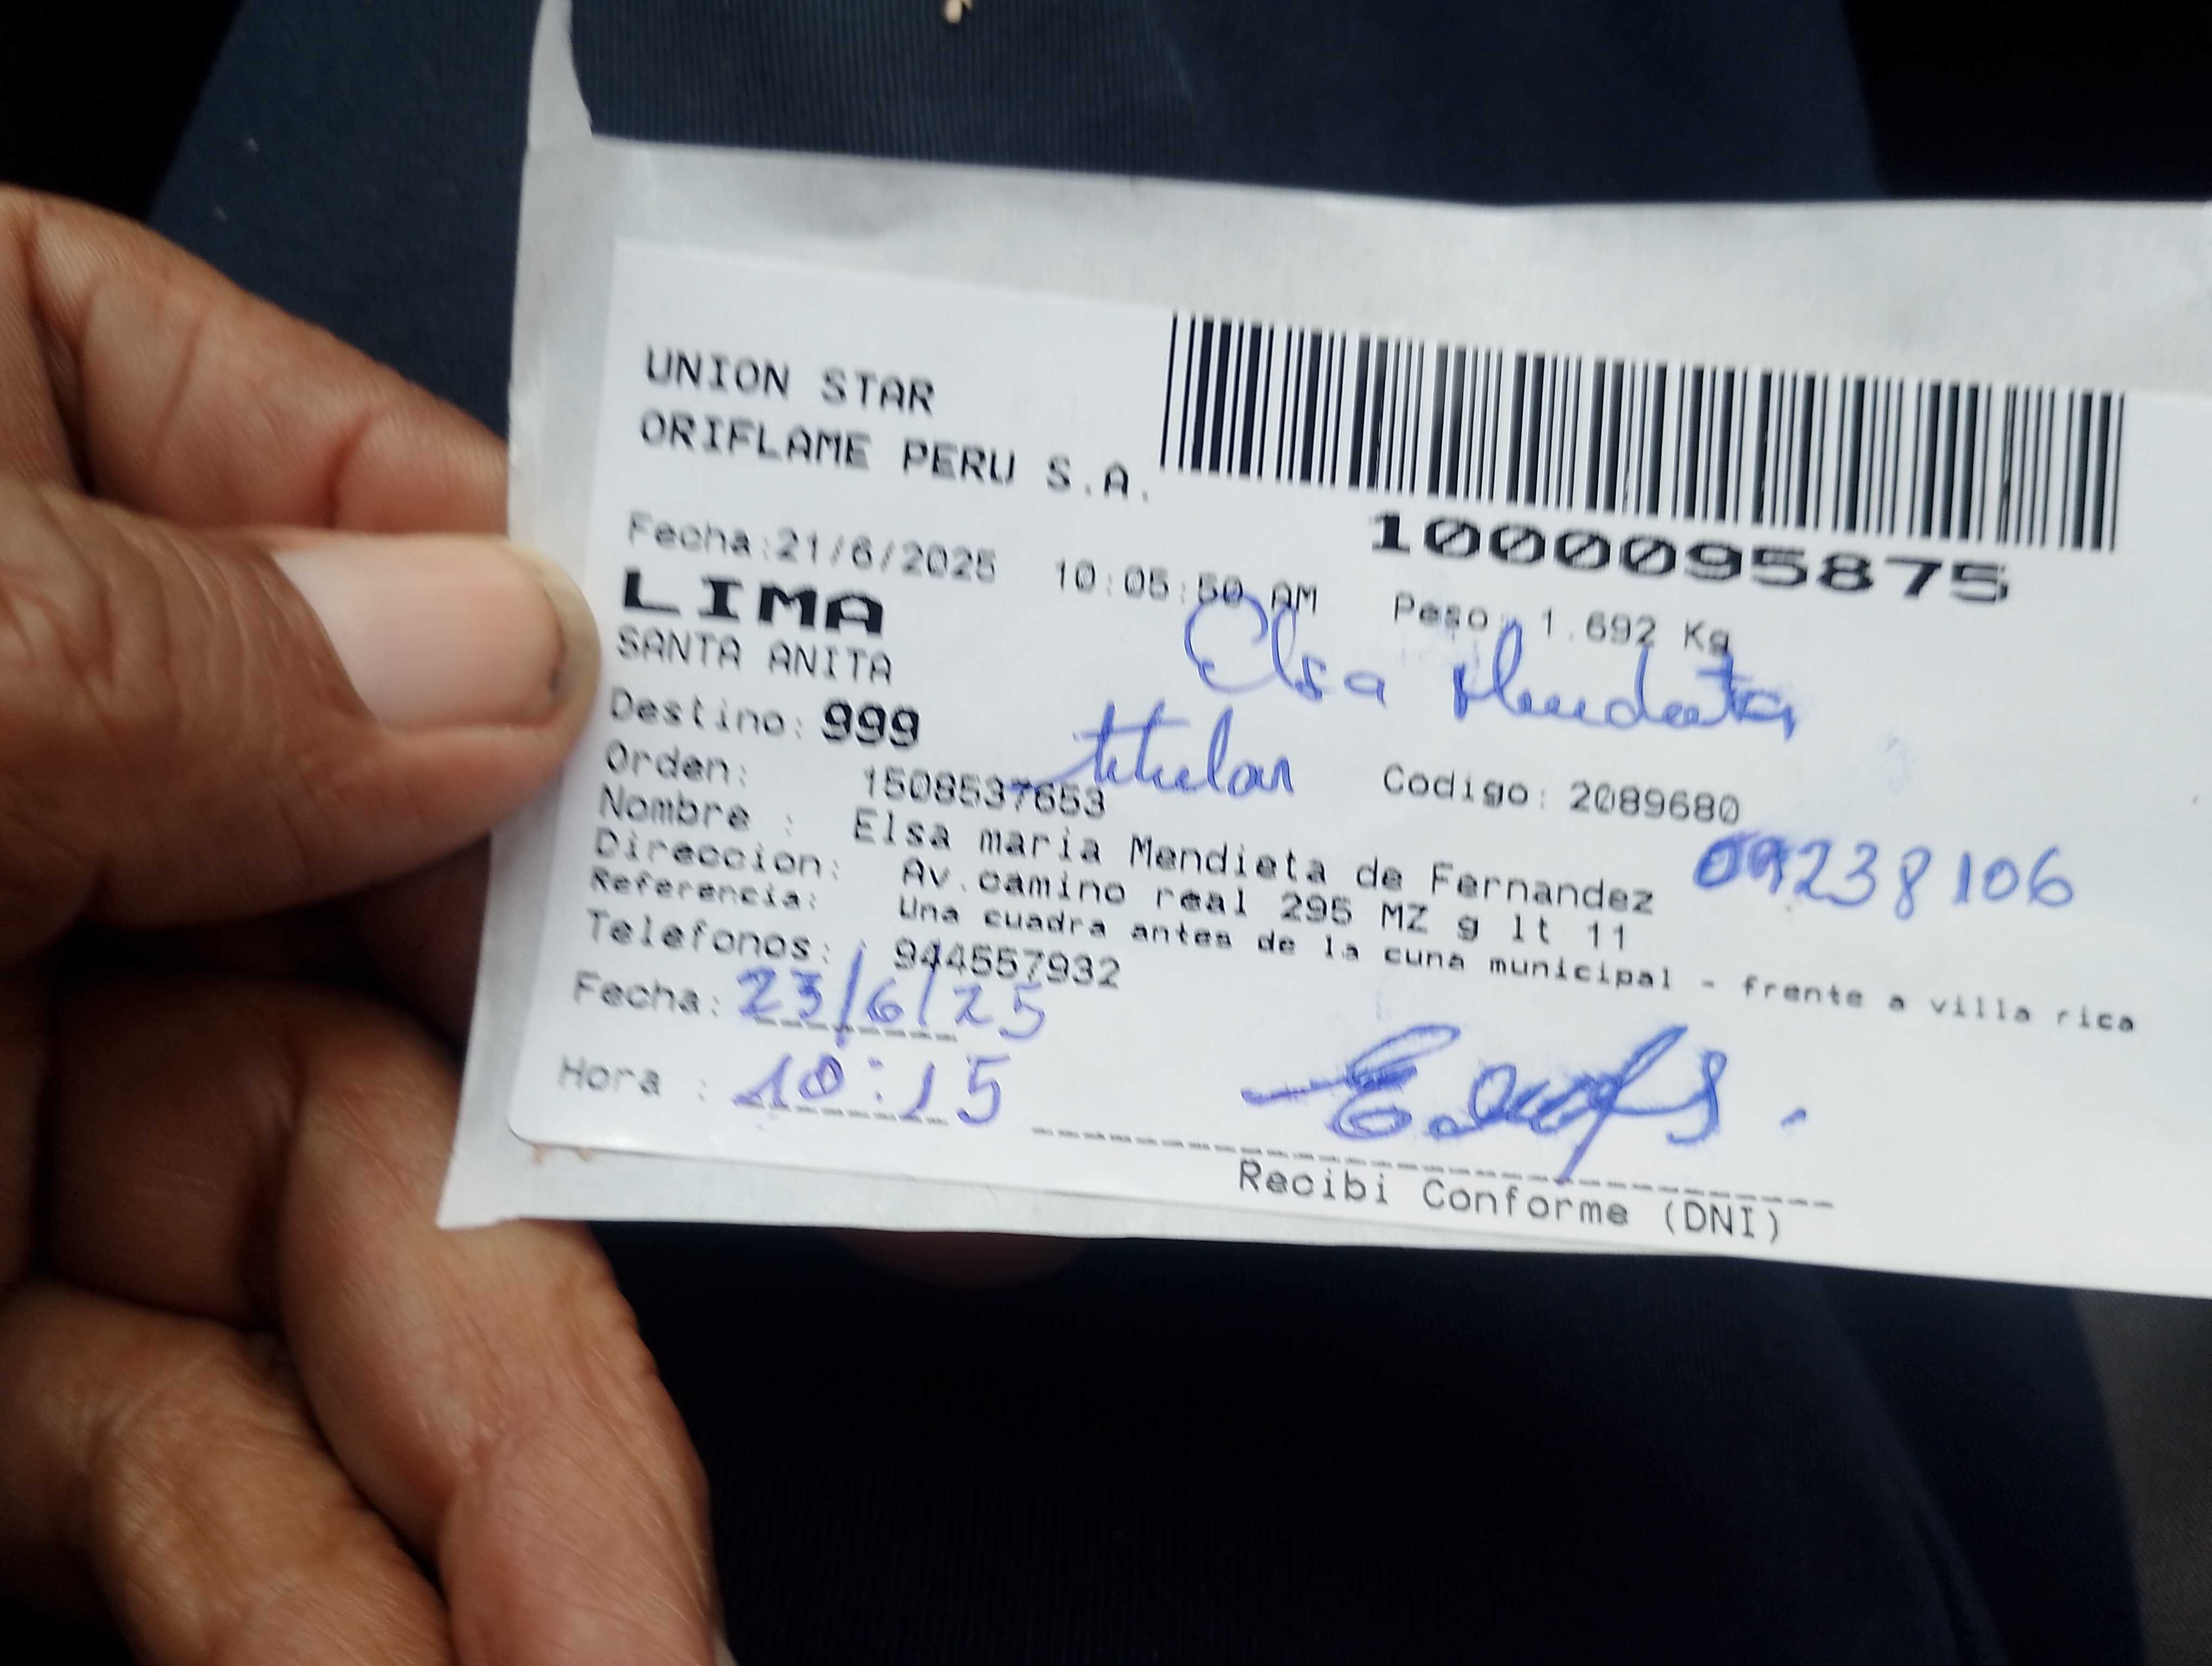 UNION STAR
ORIFLAME PERU S.A.
1000095875
Fecha:21/6/2025 10:05:50 AM Peso: 1.692 Kg
LIMA
SANTA ANITA
Elsa Mendieta
Destino: 999
titular
Orden: 1508537653 Codigo: 2089680
Nombre : Elsa maria Mendieta de Fernandez
09238106
Direccion: Av.camino real 295 MZ g lt 11
Referencia: Una cuadra antes de la cuna municipal - frente a villa rica
Telefonos: 944557932
Fecha: 23/6/25
Hora : 10:15
Recibi Conforme (DNI)